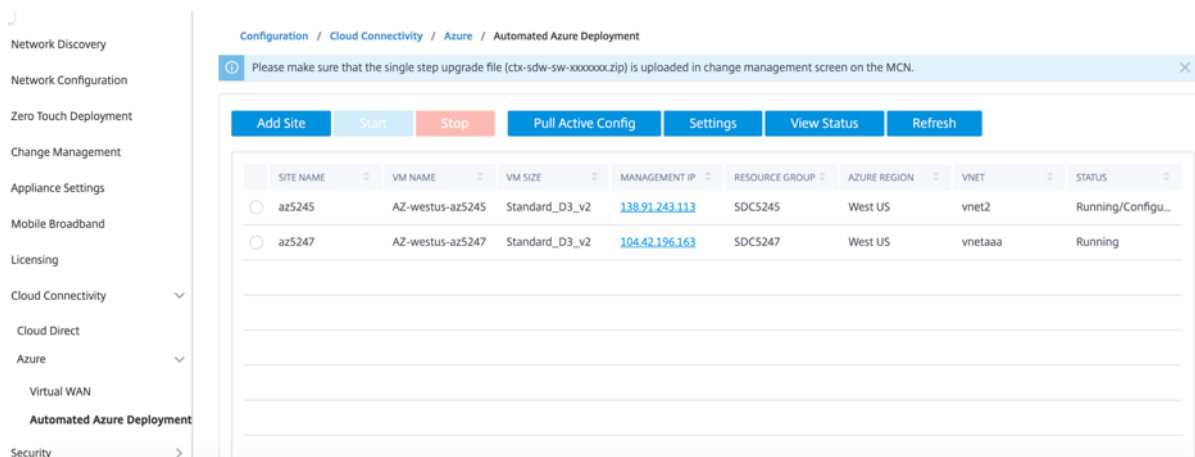 Configuration / Cloud Connectivity / Azure / Automated Azure Deployment
Please make sure that the single step upgrade file (ctx-sdw-sw-xxxxxxx.zip) is uploaded in change management screen on the MCN.
Network Discovery
Network Configuration
Zero Touch Deployment
Change Management
Appliance Settings
Mobile Broadband
Licensing
Cloud Connectivity
Cloud Direct
Azure
Virtual WAN
Automated Azure Deployment
Security
Add Site Start Stop Pull Active Config Settings View Status Refresh
SITE NAME VM NAME VM SIZE MANAGEMENT IP RESOURCE GROUP AZURE REGION VNET STATUS
az5245 AZ-westus-az5245 Standard_D3_v2 138.91.243.113 SDC5245 West US vnet2 Running/Configu...
az5247 AZ-westus-az5247 Standard_D3_v2 104.42.196.163 SDC5247 West US vnetaaa Running